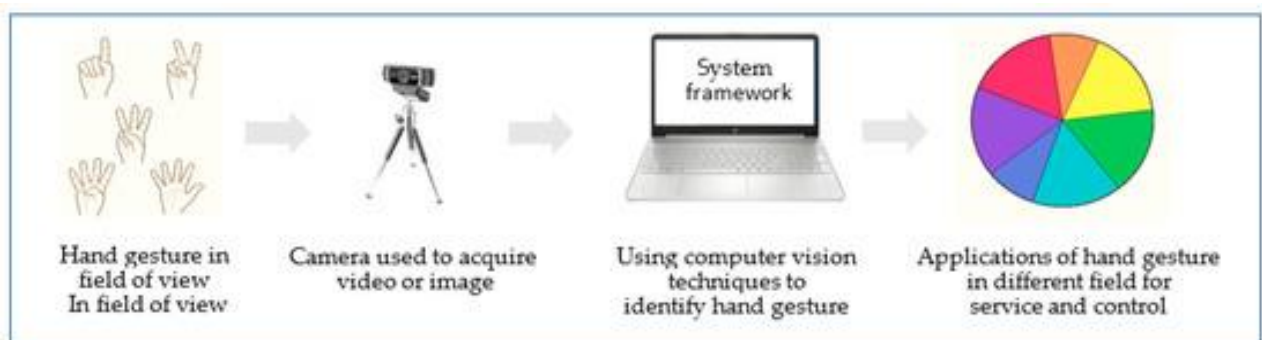 System
framework
Hand gesture in
field of view
In field of view
Camera used to acquire
video or image
Using computer vision
techniques to
identify hand gesture
Applications of hand gesture
in different field for
service and control